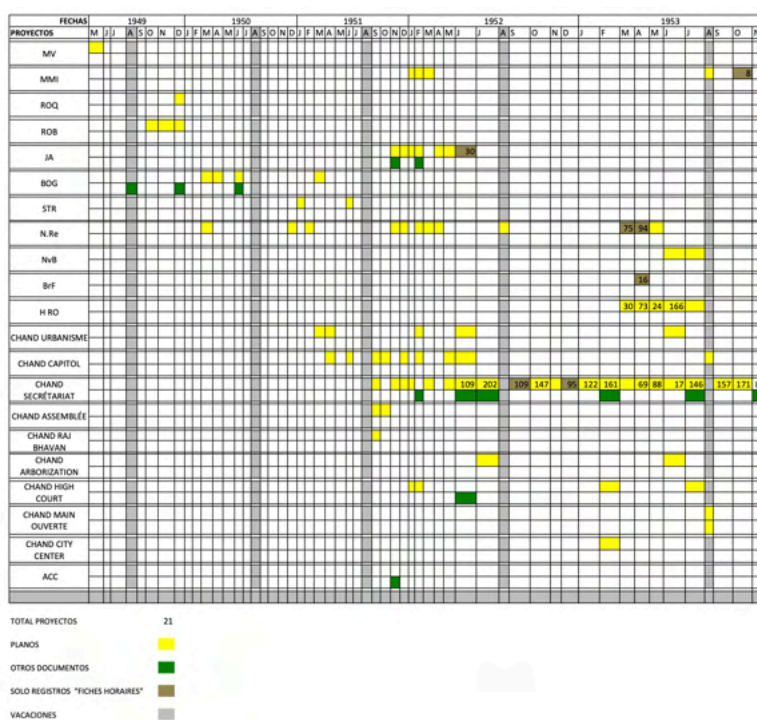 FECHAS 1949 1950 1951 1952 1953
PROYECTOS M J J A S O N D J F M A M J J A S O N D J F M A M J J A S O N D J F M A M J J A S O N D J F M A M J J A S O N
MV
MMI 8
ROQ
ROB
JA 30
BOG
STR
N.Re 75 94
NvB
BrF 16
H RO 30 73 24 166
CHAND URBANISME
CHAND CAPITOL
CHAND
SECRÉTARIAT 109 202 109 147 95 122 161 69 88 17 146 157 171
CHAND ASSEMBLÉE
CHAND RAJ
BHAVAN
CHAND
ARBORIZATION
CHAND HIGH
COURT
CHAND MAIN
OUVERTE
CHAND CITY
CENTER
ACC
TOTAL PROYECTOS 21
PLANOS
OTROS DOCUMENTOS
SOLO REGISTROS "FICHES HORAIRES"
VACACIONES